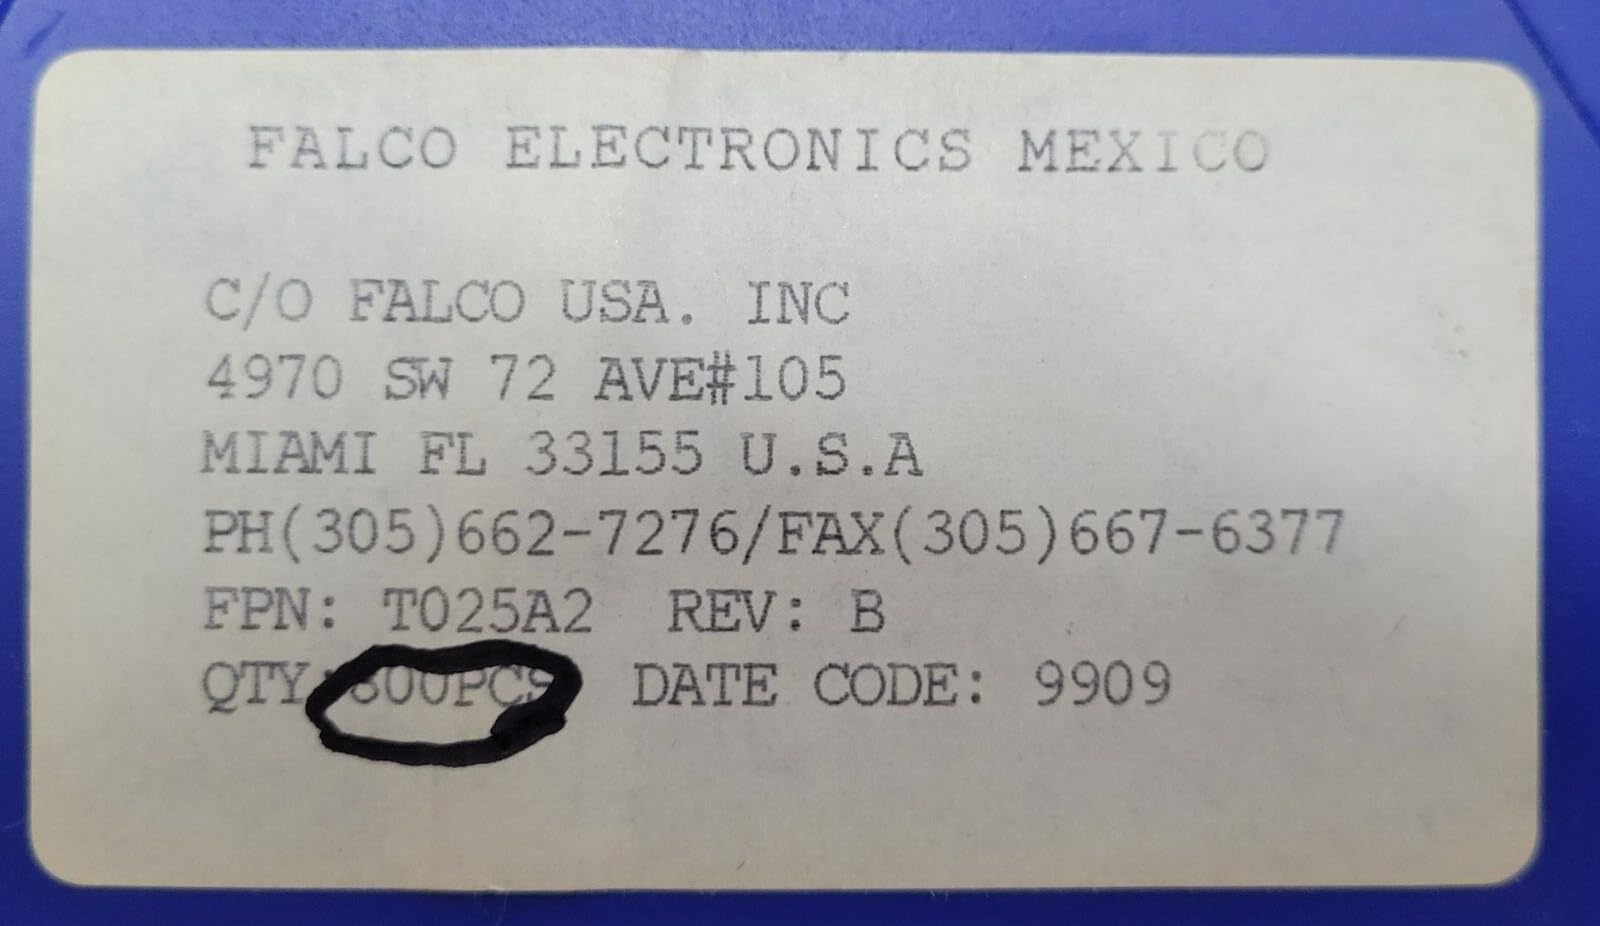 FALCO ELECTRONICS MEXICO
C/O FALCO USA. INC
4970 SW 72 AVE#105
MIAMI FL 33155 U.S.A
PH(305)662-7276/FAX(305)667-6377
FPN: T025A2 REV: B
QTY:800PCS DATE CODE: 9909